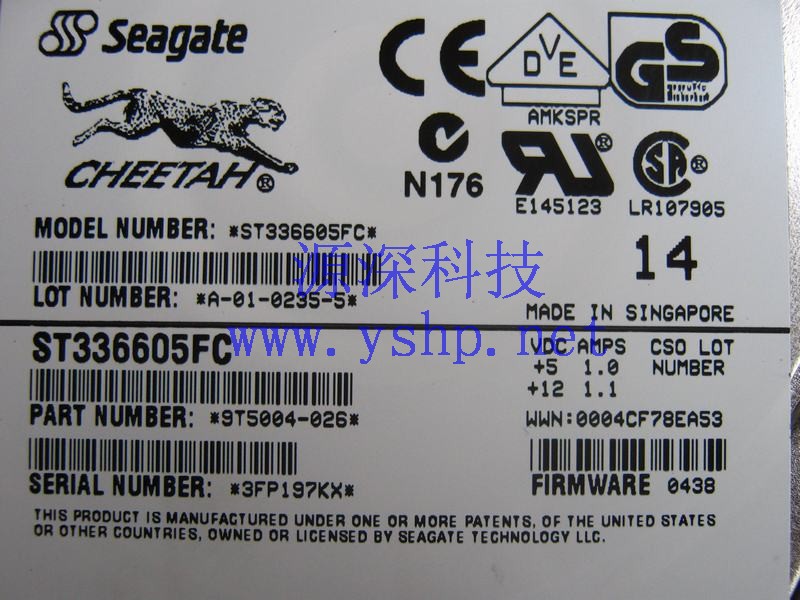 Seagate
CE
DVE
GS
AMKSPR
CHEETAH®
N176
RU®
E145123
SA®
LR107905
MODEL NUMBER: *ST336605FC*
14
LOT NUMBER: *A-01-0235-5*
MADE IN SINGAPORE
源深科技
www.yshp.net
ST336605FC
VDC AMPS
+5 1.0
+12 1.1
CSO LOT
NUMBER
PART NUMBER: *9T5004-026*
WWN:0004CF78EA53
SERIAL NUMBER: *3FP197KX*
FIRMWARE 0438
THIS PRODUCT IS MANUFACTURED UNDER ONE OR MORE PATENTS, OF THE UNITED STATES
OR OTHER COUNTRIES, OWNED OR LICENSED BY SEAGATE TECHNOLOGY LLC.